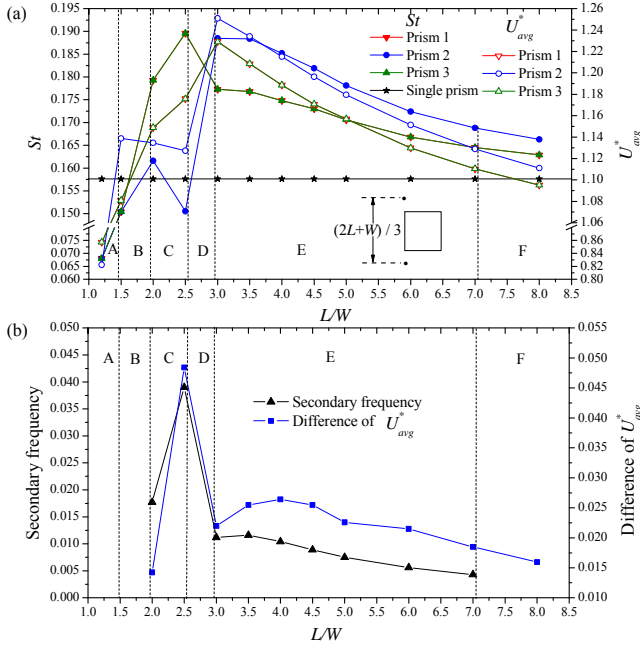 (a)
St
U*avg
Prism 1
Prism 2
Prism 3
Single prism
Prism 1
Prism 2
Prism 3
0.195
0.190
0.185
0.180
0.175
0.170
0.165
0.160
0.155
0.150
0.075
0.070
0.065
0.060
St
1.26
1.24
1.22
1.20
1.18
1.16
1.14
1.12
1.10
1.08
1.06
0.86
0.84
0.82
0.80
U*avg
(2L+W) / 3
A B C D E F
1.0 1.5 2.0 2.5 3.0 3.5 4.0 4.5 5.0 5.5 6.0 6.5 7.0 7.5 8.0 8.5
L/W
(b)
A B C D E F
Secondary frequency
Difference of U*avg
0.050
0.045
0.040
0.035
0.030
0.025
0.020
0.015
0.010
0.005
0.000
Secondary frequency
0.055
0.050
0.045
0.040
0.035
0.030
0.025
0.020
0.015
0.010
Difference of U*avg
1.0 1.5 2.0 2.5 3.0 3.5 4.0 4.5 5.0 5.5 6.0 6.5 7.0 7.5 8.0 8.5
L/W